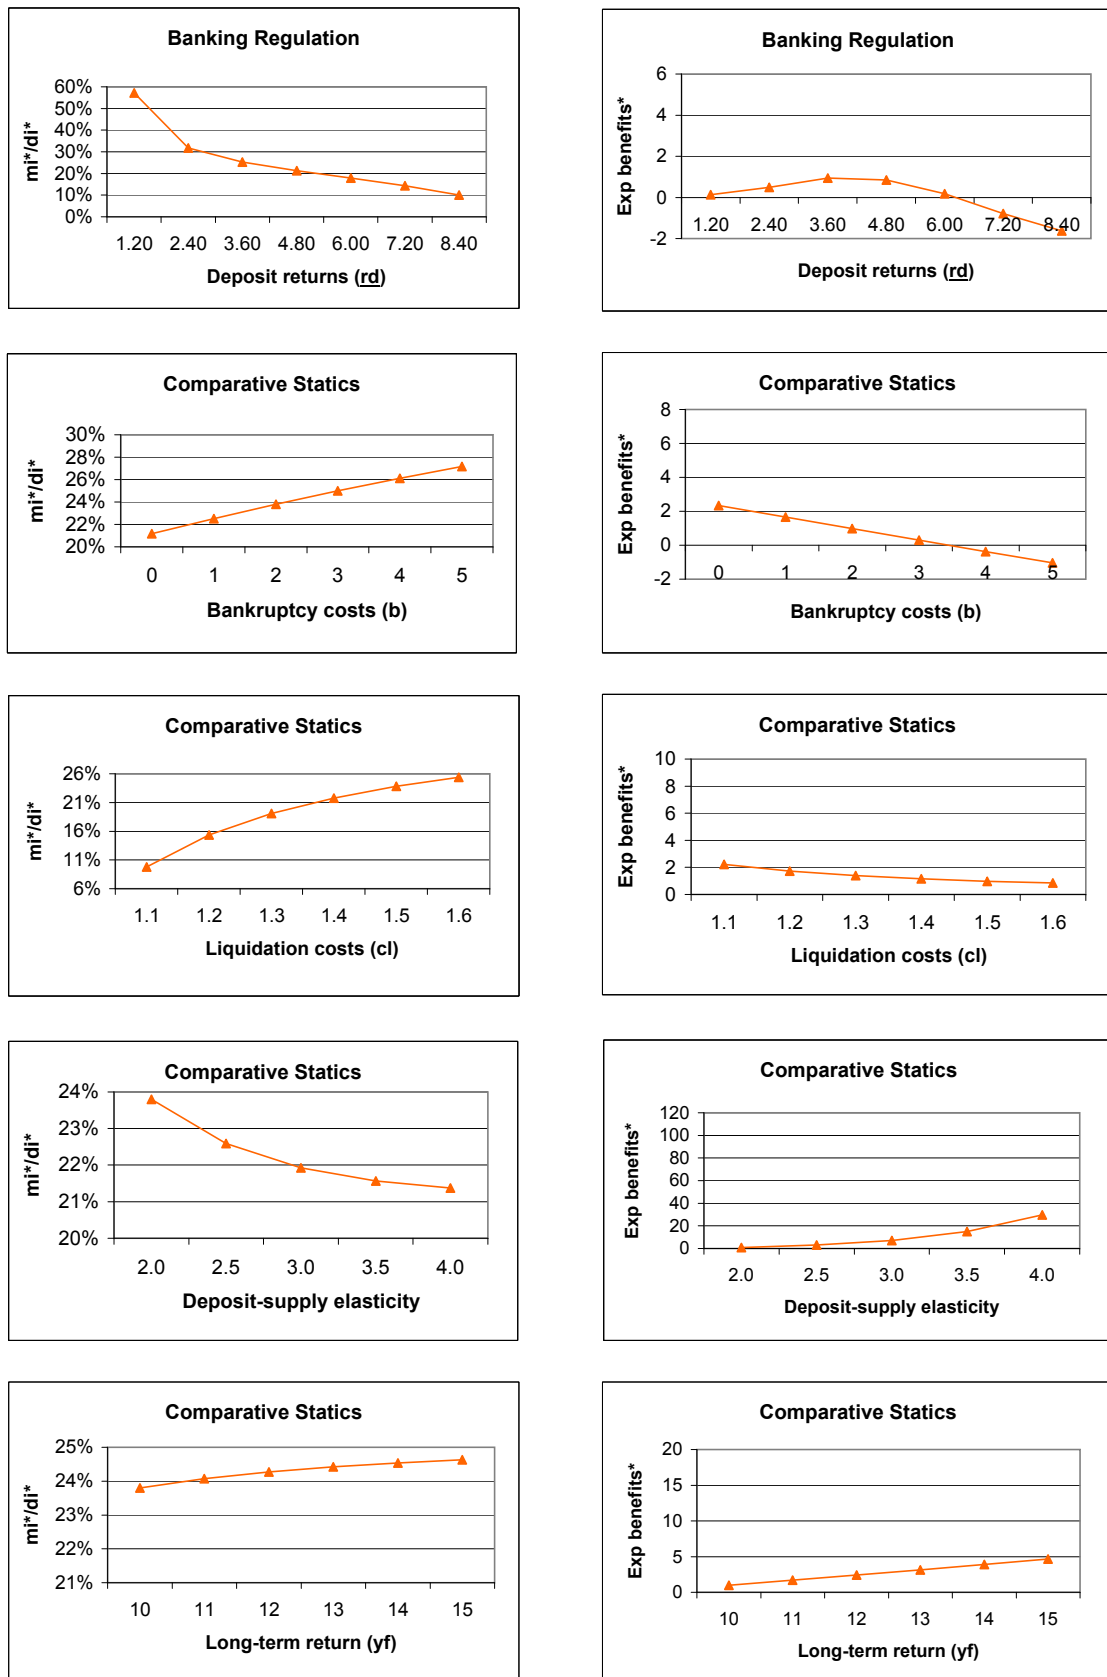 Banking Regulation
mi*/di*
60%
50%
40%
30%
20%
10%
0%
1.20 2.40 3.60 4.80 6.00 7.20 8.40
Deposit returns (rd)
Banking Regulation
Exp benefits*
6
4
2
0
-2
1.20 2.40 3.60 4.80 6.00 7.20 8.40
Deposit returns (rd)
Comparative Statics
mi*/di*
30%
28%
26%
24%
22%
20%
0 1 2 3 4 5
Bankruptcy costs (b)
Comparative Statics
Exp benefits*
8
6
4
2
0
-2
0 1 2 3 4 5
Bankruptcy costs (b)
Comparative Statics
mi*/di*
26%
21%
16%
11%
6%
1.1 1.2 1.3 1.4 1.5 1.6
Liquidation costs (cl)
Comparative Statics
Exp benefits*
10
8
6
4
2
0
1.1 1.2 1.3 1.4 1.5 1.6
Liquidation costs (cl)
Comparative Statics
mi*/di*
24%
23%
22%
21%
20%
2.0 2.5 3.0 3.5 4.0
Deposit-supply elasticity
Comparative Statics
Exp benefits*
120
100
80
60
40
20
0
2.0 2.5 3.0 3.5 4.0
Deposit-supply elasticity
Comparative Statics
mi*/di*
25%
24%
23%
22%
21%
10 11 12 13 14 15
Long-term return (yf)
Comparative Statics
Exp benefits*
20
15
10
5
0
10 11 12 13 14 15
Long-term return (yf)